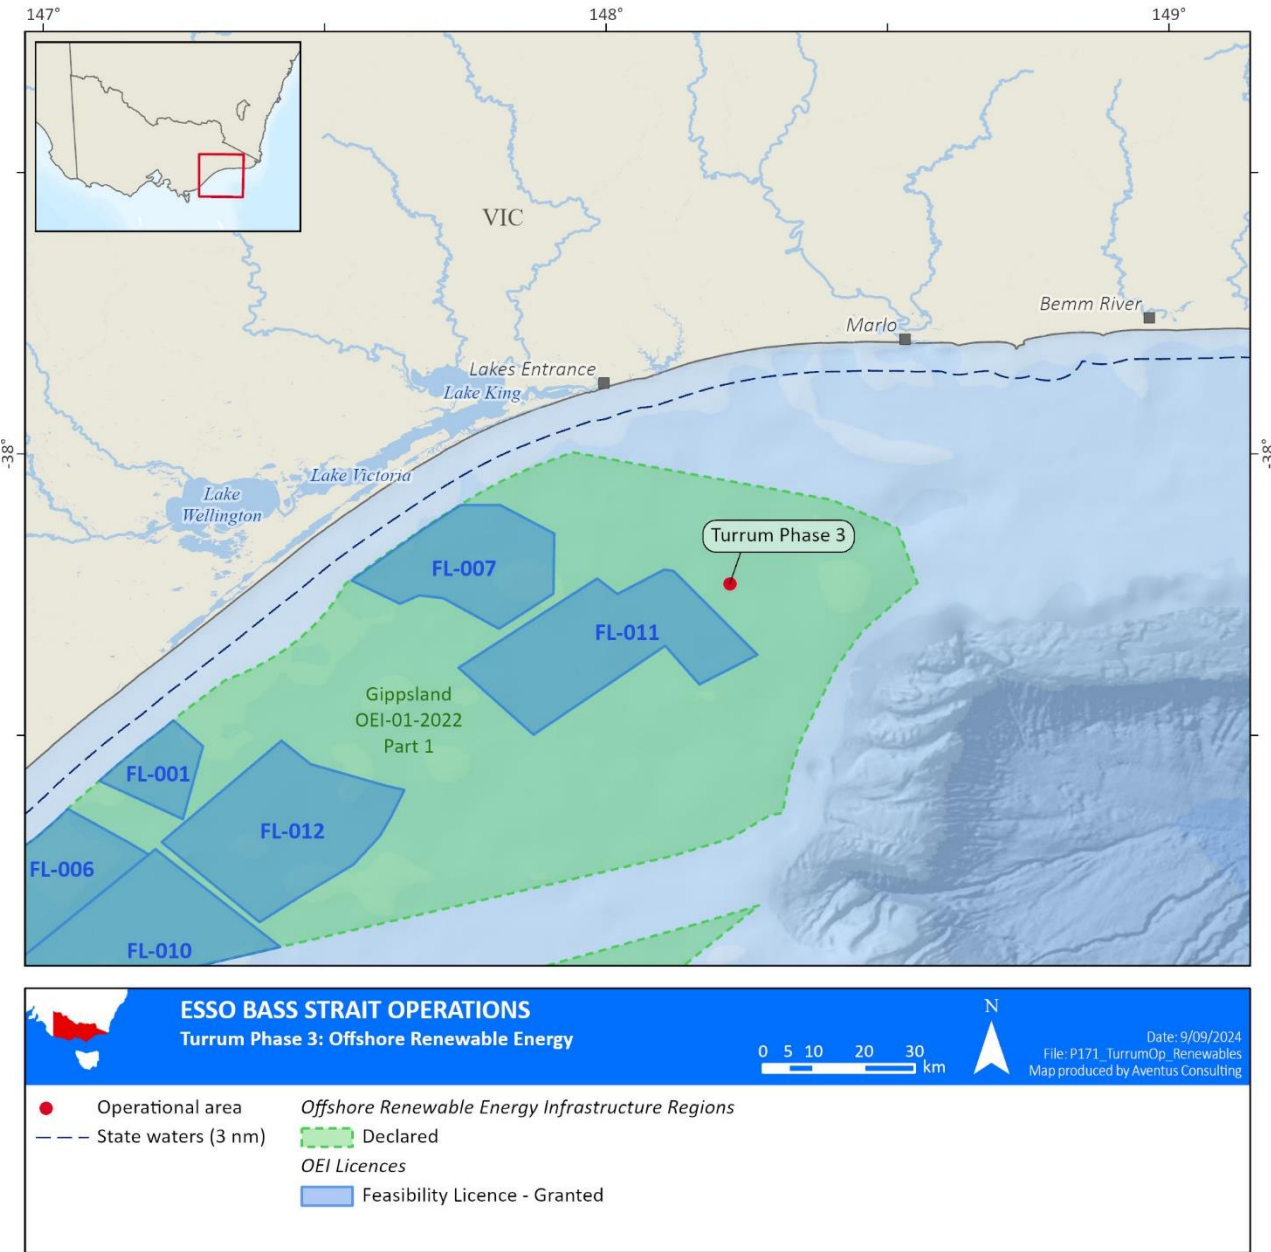 147°
148°
149°
VIC
Bemm River
Marlo
Lakes Entrance
Lake King
-38°
-38°
Lake Victoria
Lake
Wellington
Turrum Phase 3
FL-007
FL-011
Gippsland
OEI-01-2022
Part 1
FL-001
FL-012
FL-006
FL-010
ESSO BASS STRAIT OPERATIONS
Turrum Phase 3: Offshore Renewable Energy
0 5 10 20 30
km
N
Date: 9/09/2024
File: P171_TurrumOp_Renewables
Map produced by Aventus Consulting
Operational area
State waters (3 nm)
Offshore Renewable Energy Infrastructure Regions
Declared
OEI Licences
Feasibility Licence - Granted